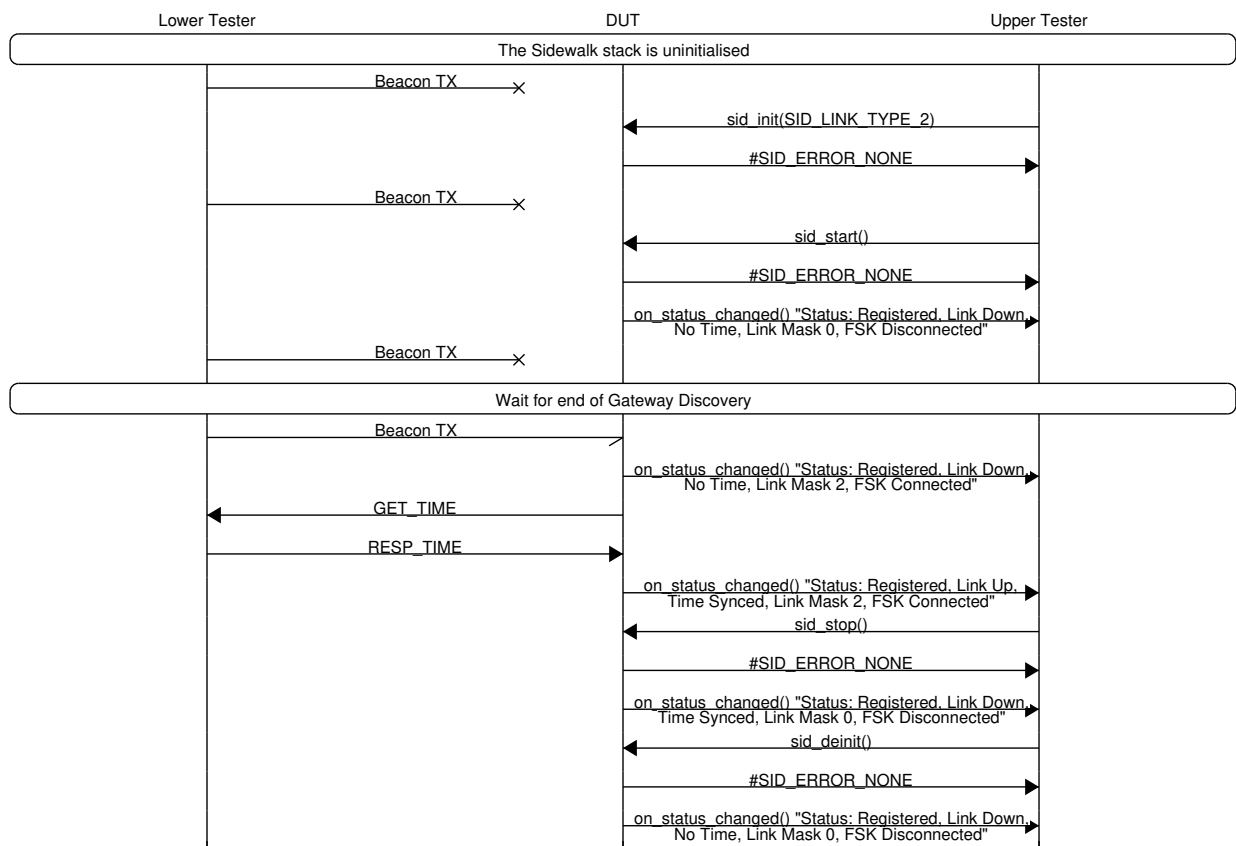 Lower Tester
DUT
Upper Tester
The Sidewalk stack is uninitialised
Beacon TX
sid_init(SID_LINK_TYPE_2)
#SID_ERROR_NONE
Beacon TX
sid_start()
#SID_ERROR_NONE
on_status_changed() "Status: Registered, Link Down,
No Time, Link Mask 0, FSK Disconnected"
Beacon TX
Wait for end of Gateway Discovery
Beacon TX
on_status_changed() "Status: Registered, Link Down,
No Time, Link Mask 2, FSK Connected"
GET_TIME
RESP_TIME
on_status_changed() "Status: Registered, Link Up,
Time Synced, Link Mask 2, FSK Connected"
sid_stop()
#SID_ERROR_NONE
on_status_changed() "Status: Registered, Link Down,
Time Synced, Link Mask 0, FSK Disconnected"
sid_deinit()
#SID_ERROR_NONE
on_status_changed() "Status: Registered, Link Down,
No Time, Link Mask 0, FSK Disconnected"